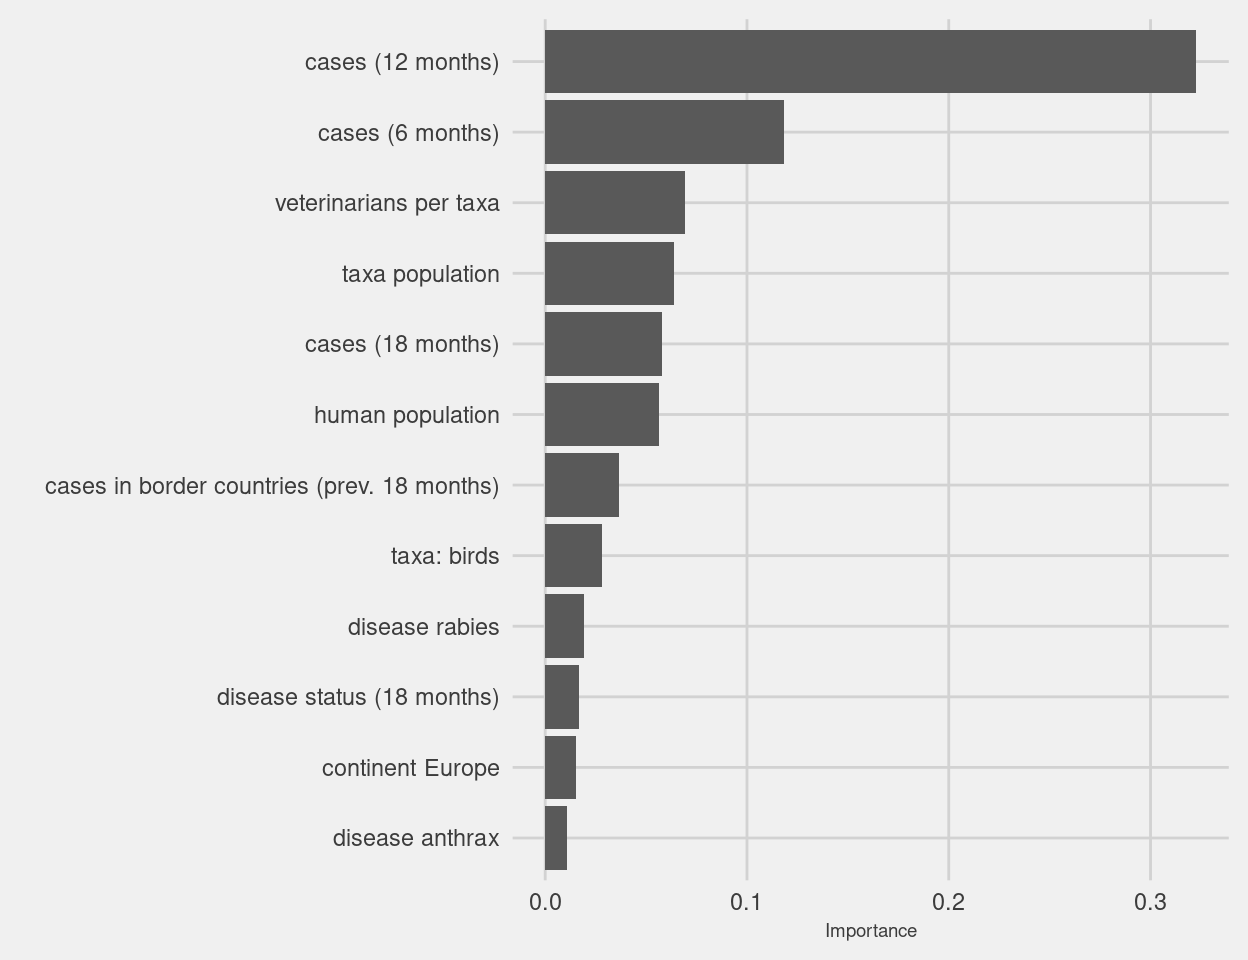 cases (12 months)
cases (6 months)
veterinarians per taxa
taxa population
cases (18 months)
human population
cases in border countries (prev. 18 months)
taxa: birds
disease rabies
disease status (18 months)
continent Europe
disease anthrax
0.0 0.1 0.2 0.3
Importance